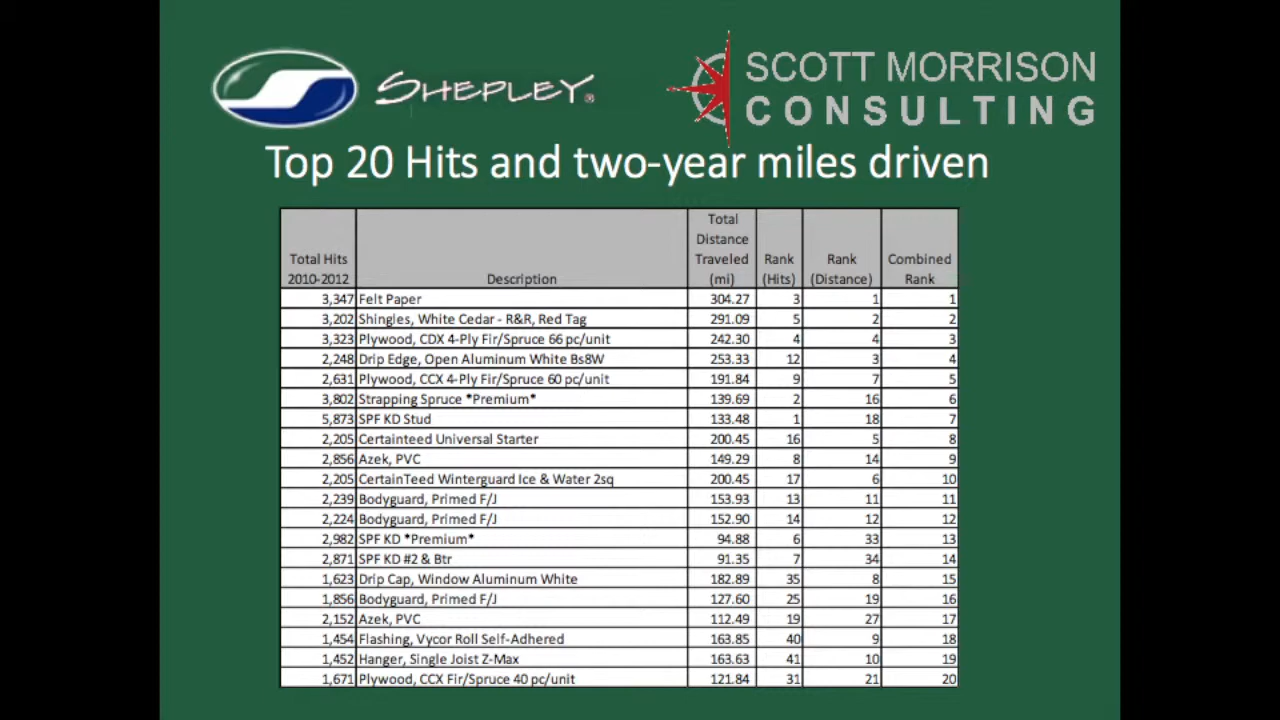 SHEPLEY®
SCOTT MORRISON
CONSULTING
Top 20 Hits and two-year miles driven
Total Hits 2010-2012 Description Total Distance Traveled (mi) Rank (Hits) Rank (Distance) Combined Rank
3,347 Felt Paper 304.27 3 1 1
3,202 Shingles, White Cedar - R&R, Red Tag 291.09 5 2 2
3,323 Plywood, CDX 4-Ply Fir/Spruce 66 pc/unit 242.30 4 4 3
2,248 Drip Edge, Open Aluminum White Bs8W 253.33 12 3 4
2,631 Plywood, CCX 4-Ply Fir/Spruce 60 pc/unit 191.84 9 7 5
3,802 Strapping Spruce *Premium* 139.69 2 16 6
5,873 SPF KD Stud 133.48 1 18 7
2,205 Certainteed Universal Starter 200.45 16 5 8
2,856 Azek, PVC 149.29 8 14 9
2,205 CertainTeed Winterguard Ice & Water 2sq 200.45 17 6 10
2,239 Bodyguard, Primed F/J 153.93 13 11 11
2,224 Bodyguard, Primed F/J 152.90 14 12 12
2,982 SPF KD *Premium* 94.88 6 33 13
2,871 SPF KD #2 & Btr 91.35 7 34 14
1,623 Drip Cap, Window Aluminum White 182.89 35 8 15
1,856 Bodyguard, Primed F/J 127.60 25 19 16
2,152 Azek, PVC 112.49 19 27 17
1,454 Flashing, Vycor Roll Self-Adhered 163.85 40 9 18
1,452 Hanger, Single Joist Z-Max 163.63 41 10 19
1,671 Plywood, CCX Fir/Spruce 40 pc/unit 121.84 31 21 20